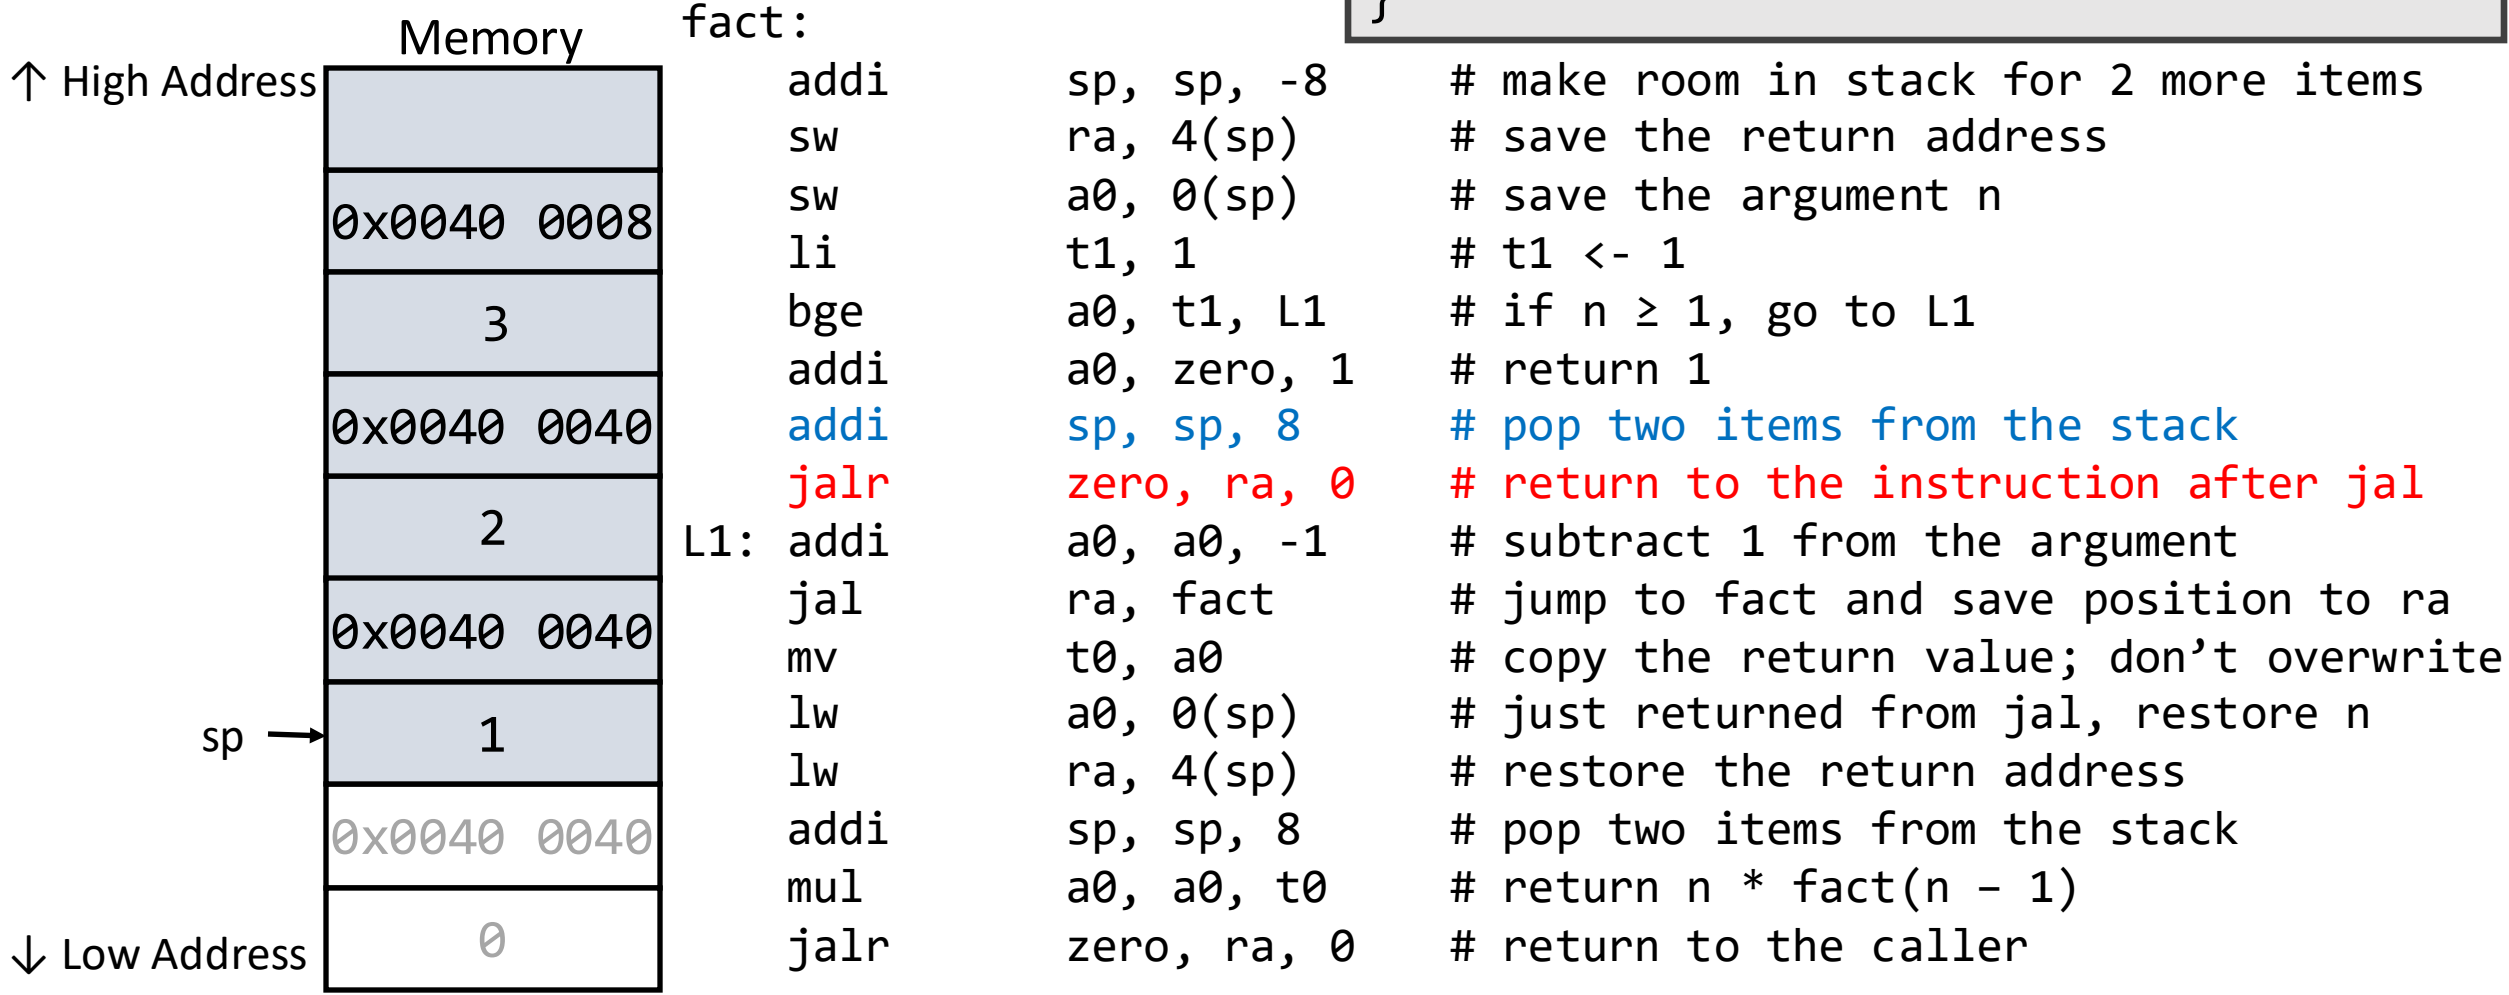 }
Memory
↑ High Address
0x0040 0008
3
0x0040 0040
2
0x0040 0040
sp
1
0x0040 0040
0
↓ Low Address
fact:
addi sp, sp, -8 # make room in stack for 2 more items
sw ra, 4(sp) # save the return address
sw a0, 0(sp) # save the argument n
li t1, 1 # t1 <- 1
bge a0, t1, L1 # if n ≥ 1, go to L1
addi a0, zero, 1 # return 1
addi sp, sp, 8 # pop two items from the stack
jalr zero, ra, 0 # return to the instruction after jal
L1: addi a0, a0, -1 # subtract 1 from the argument
jal ra, fact # jump to fact and save position to ra
mv t0, a0 # copy the return value; don’t overwrite
lw a0, 0(sp) # just returned from jal, restore n
lw ra, 4(sp) # restore the return address
addi sp, sp, 8 # pop two items from the stack
mul a0, a0, t0 # return n * fact(n – 1)
jalr zero, ra, 0 # return to the caller